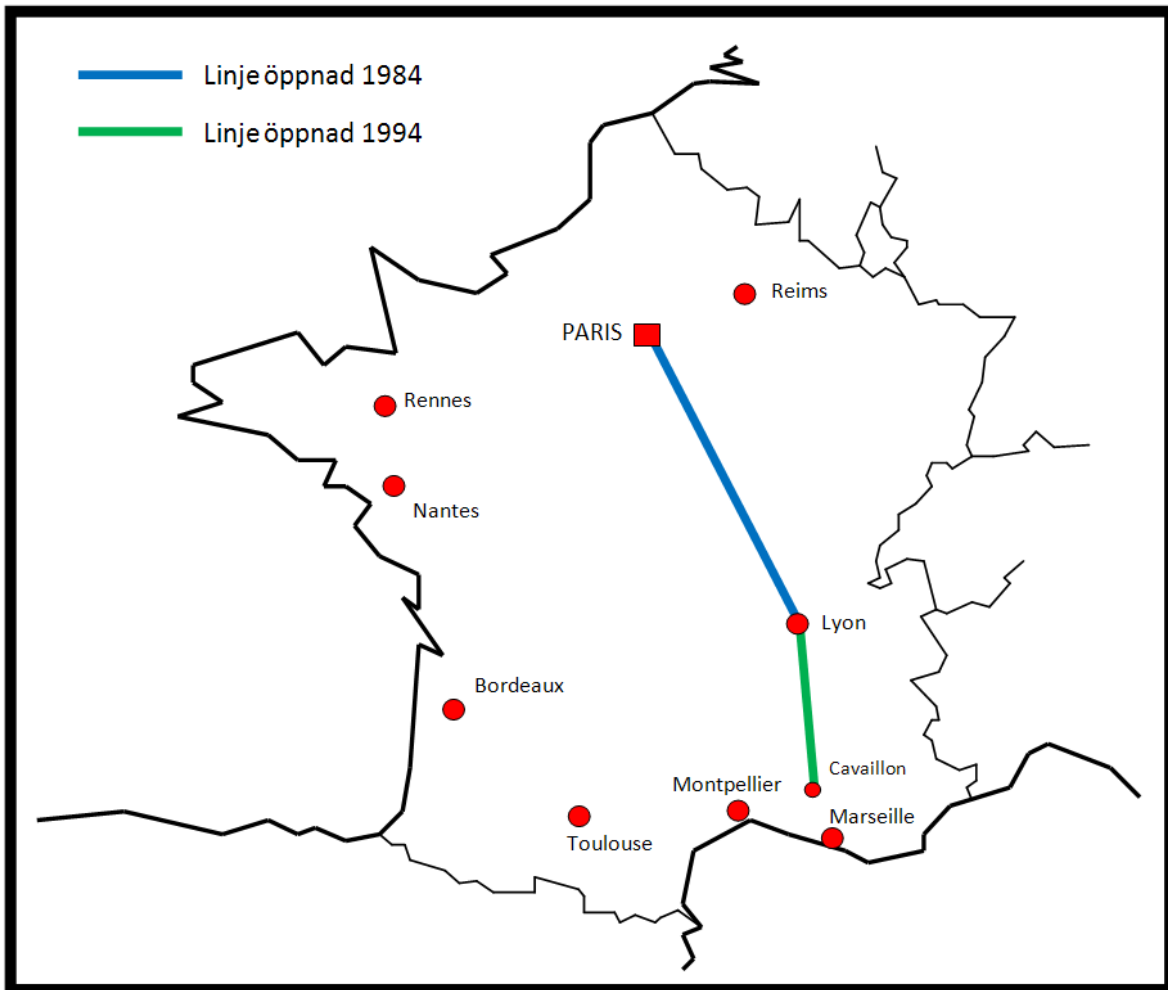 Linje öppnad 1984
Linje öppnad 1994
Reims
PARIS
Rennes
Nantes
Lyon
Bordeaux
Cavaillon
Montpellier
Marseille
Toulouse